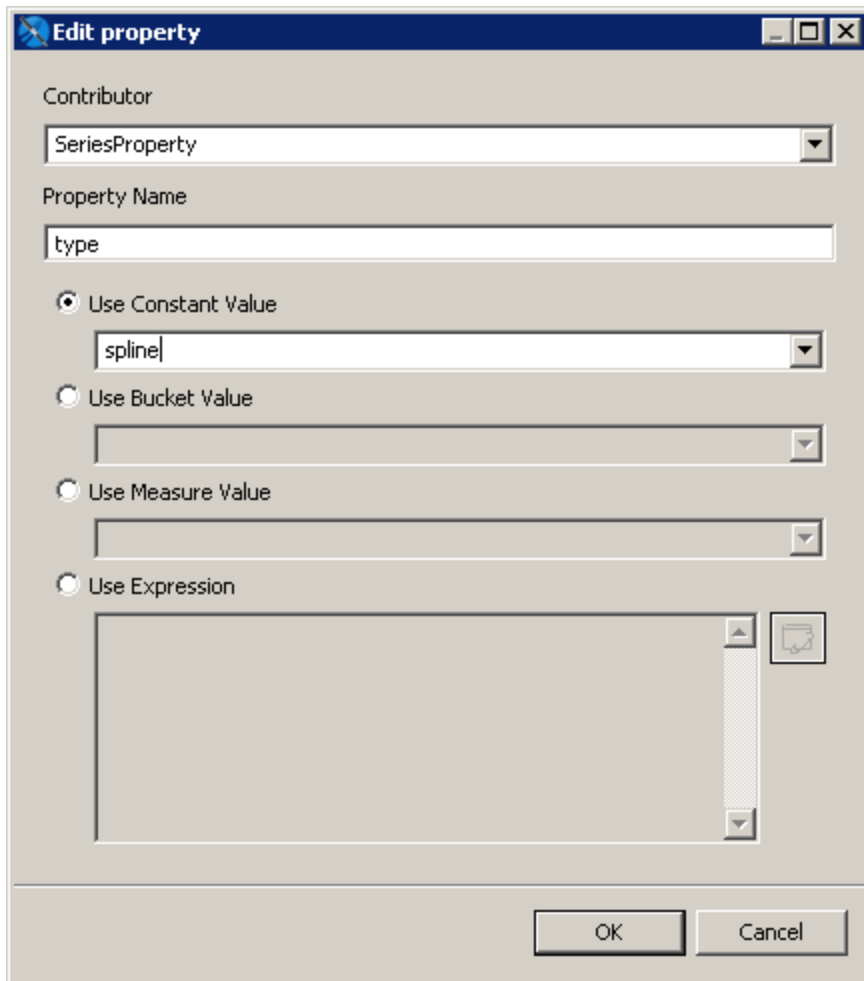 Edit property
Contributor
SeriesProperty
Property Name
type
Use Constant Value
spline
Use Bucket Value
Use Measure Value
Use Expression
OK Cancel